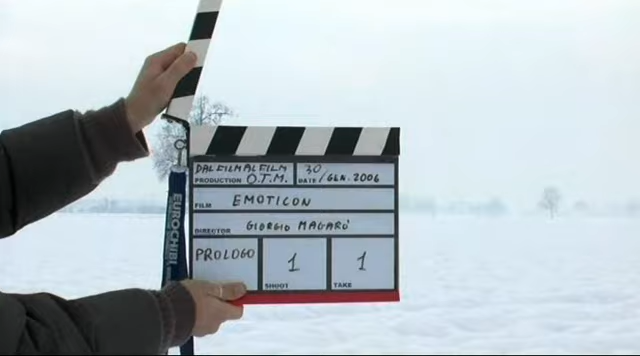 DALFILMALFILM
PRODUCTION O.T.M.
30
DATE / GEN. 2006
FILM EMOTICON
DIRECTOR GIORGIO MAGARÒ
PROLOGO
1
SHOOT
1
TAKE
EUROCHIBI